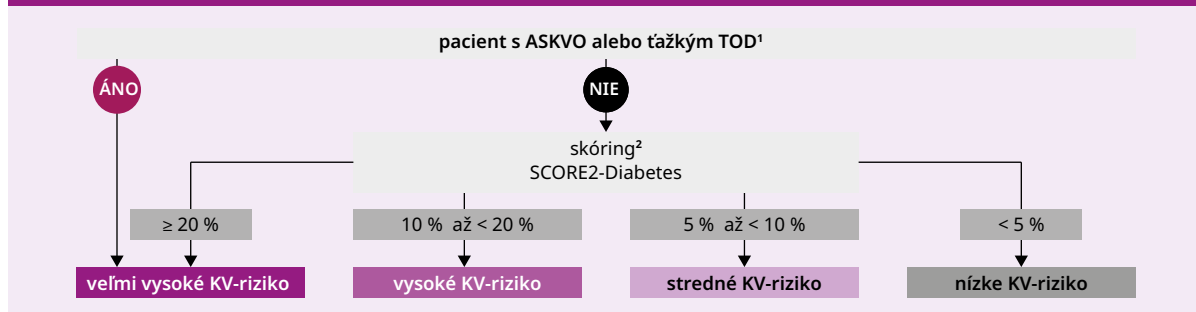 pacient s ASKVO alebo ťažkým TOD¹
ÁNO
NIE
skóring²
SCORE2-Diabetes
≥ 20 %
10 % až < 20 %
5 % až < 10 %
< 5 %
veľmi vysoké KV-riziko
vysoké KV-riziko
stredné KV-riziko
nízke KV-riziko